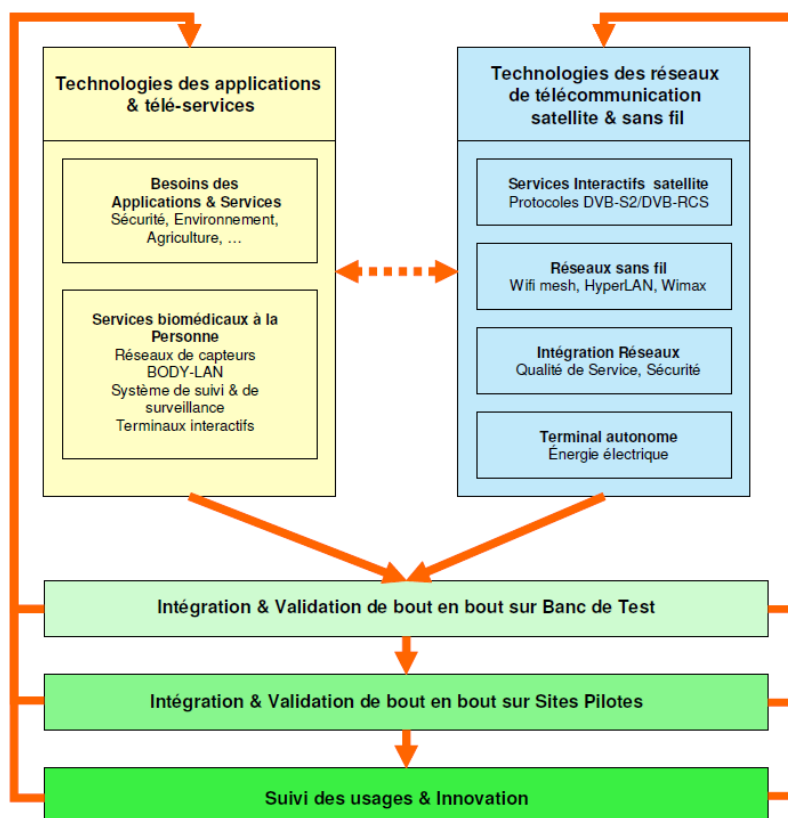 Technologies des applications
& télé-services
Besoins des
Applications & Services
Sécurité, Environnement,
Agriculture, …
Services biomédicaux à la
Personne
Réseaux de capteurs
BODY-LAN
Système de suivi & de
surveillance
Terminaux interactifs
Technologies des réseaux
de télécommunication
satellite & sans fil
Services Interactifs satellite
Protocoles DVB-S2/DVB-RCS
Réseaux sans fil
Wifi mesh, HyperLAN, Wimax
Intégration Réseaux
Qualité de Service, Sécurité
Terminal autonome
Énergie électrique
Intégration & Validation de bout en bout sur Banc de Test
Intégration & Validation de bout en bout sur Sites Pilotes
Suivi des usages & Innovation